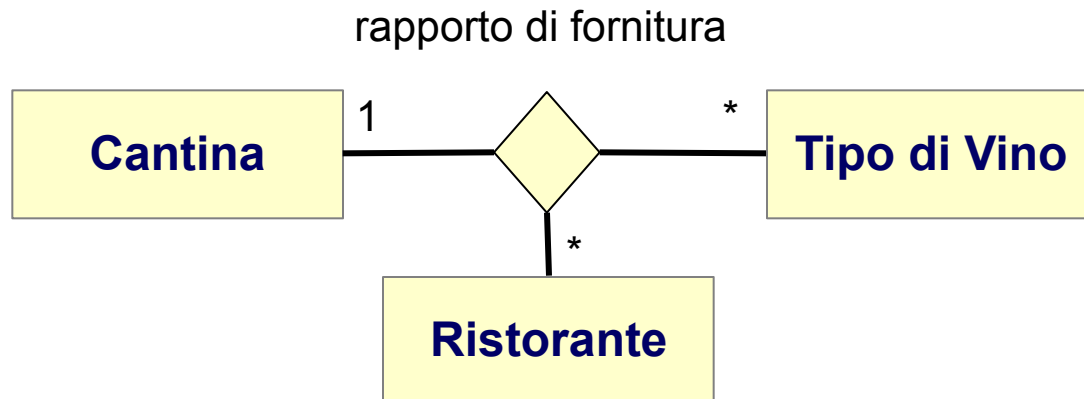 rapporto di fornitura
1
*
Cantina
Tipo di Vino
*
Ristorante